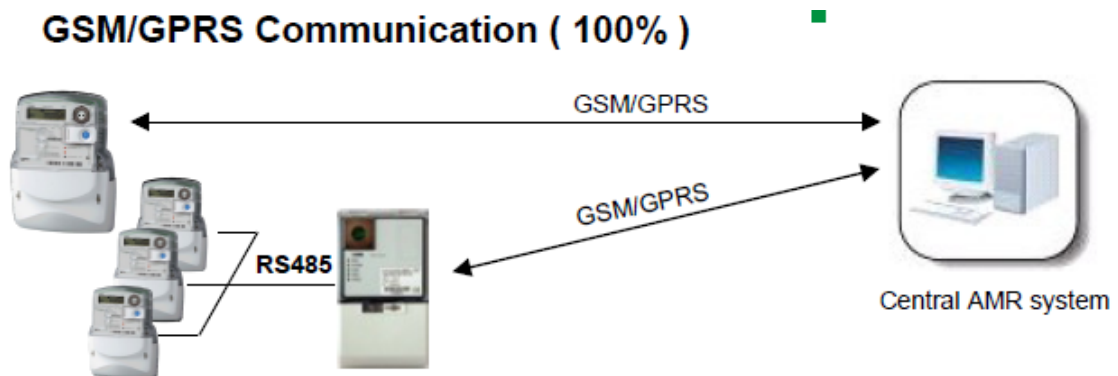 GSM/GPRS Communication ( 100% )
GSM/GPRS
GSM/GPRS
RS485
Central AMR system